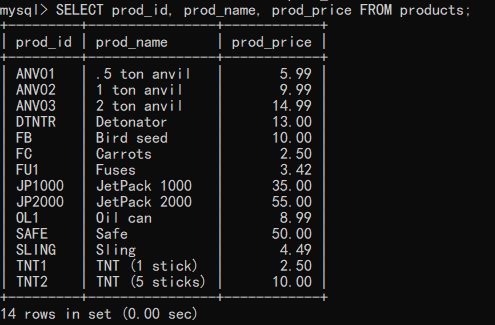 mysql> SELECT prod_id, prod_name, prod_price FROM products;
+---------+----------------+------------+
| prod_id | prod_name      | prod_price |
+---------+----------------+------------+
| ANV01   | .5 ton anvil   |       5.99 |
| ANV02   | 1 ton anvil    |       9.99 |
| ANV03   | 2 ton anvil    |      14.99 |
| DTNTR   | Detonator      |      13.00 |
| FB      | Bird seed      |      10.00 |
| FC      | Carrots        |       2.50 |
| FU1     | Fuses          |       3.42 |
| JP1000  | JetPack 1000   |      35.00 |
| JP2000  | JetPack 2000   |      55.00 |
| OL1     | Oil can        |       8.99 |
| SAFE    | Safe           |      50.00 |
| SLING   | Sling          |       4.49 |
| TNT1    | TNT (1 stick)  |       2.50 |
| TNT2    | TNT (5 sticks) |      10.00 |
+---------+----------------+------------+
14 rows in set (0.00 sec)